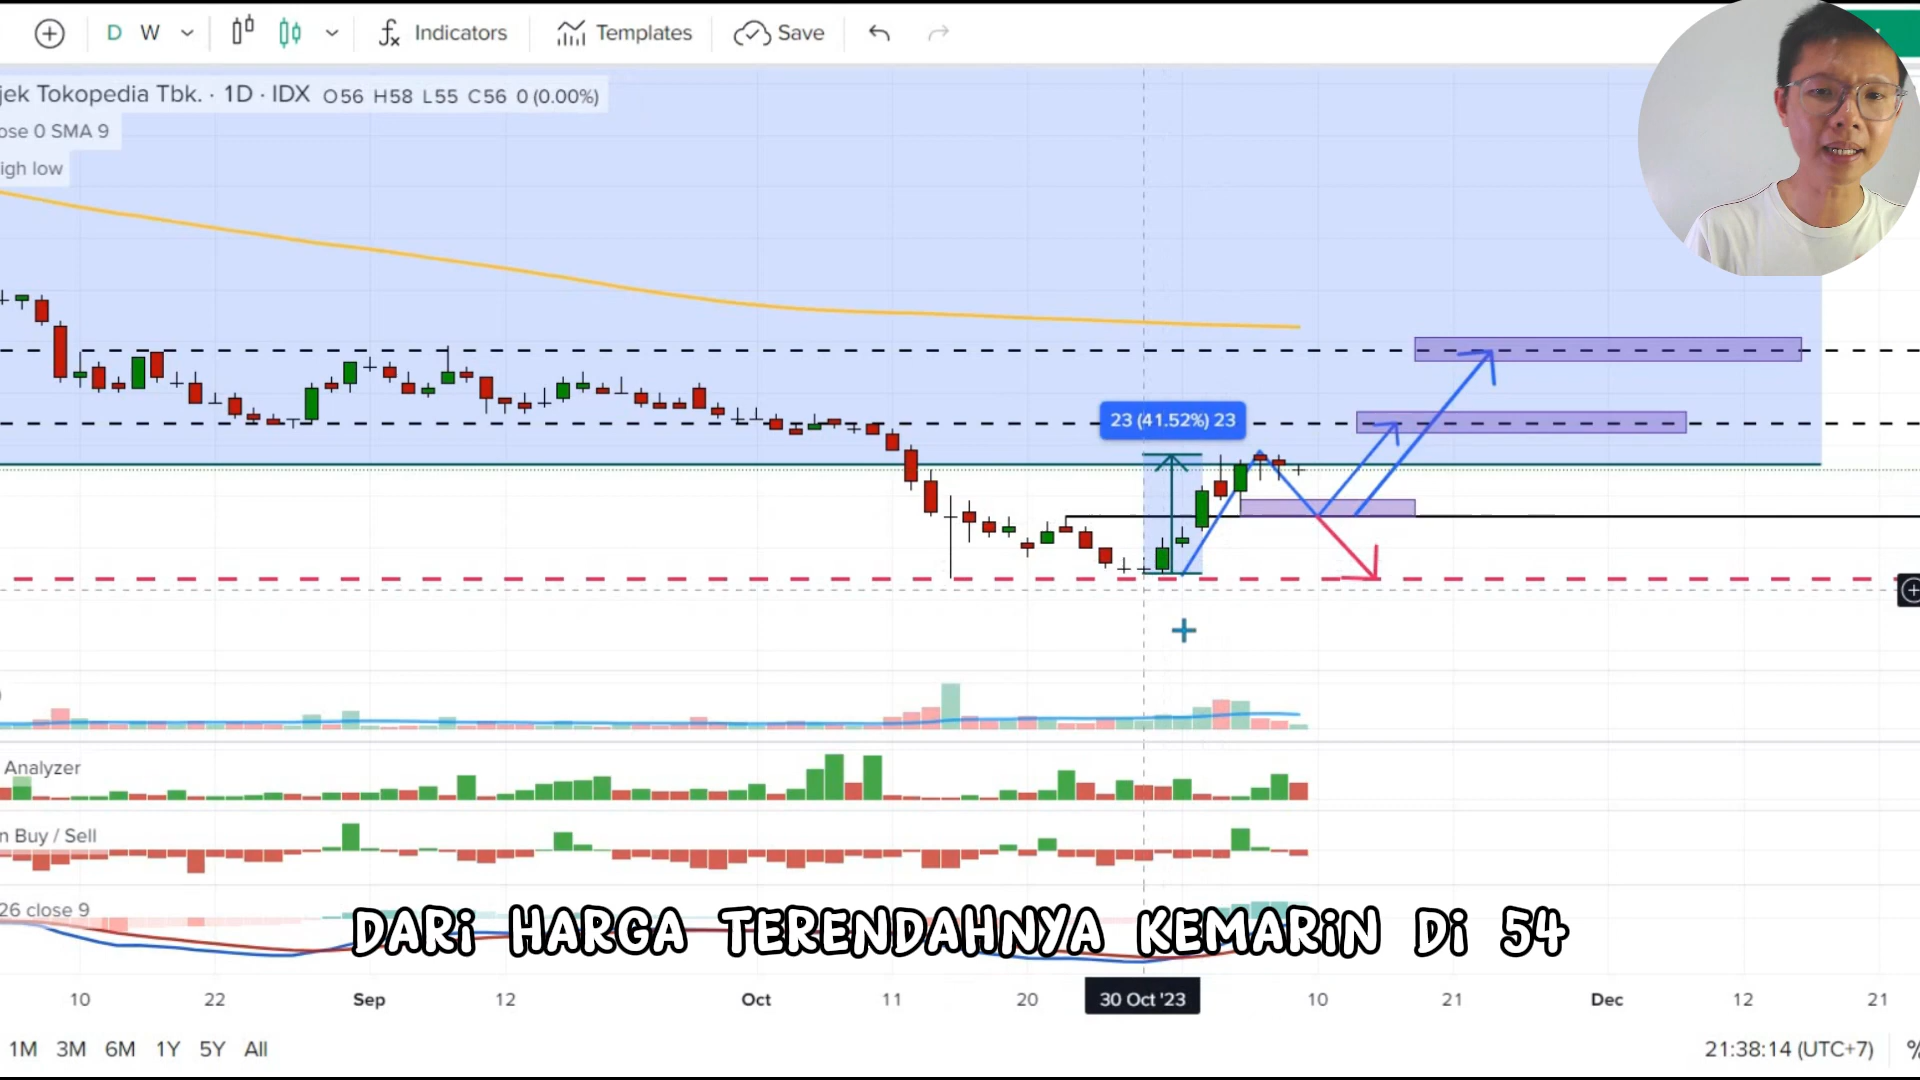 D W Indicators Templates Save
jek Tokopedia Tbk. · 1D · IDX O56 H58 L55 C56 0 (0.00%)
ose 0 SMA 9
igh low
23 (41.52%) 23
Analyzer
n Buy / Sell
26 close 9
DARI HARGA TERENDAHNYA KEMARIN DI 54
10 22 Sep 12 Oct 11 20 30 Oct '23 10 21 Dec 12 21
1M 3M 6M 1Y 5Y All 21:38:14 (UTC+7) %